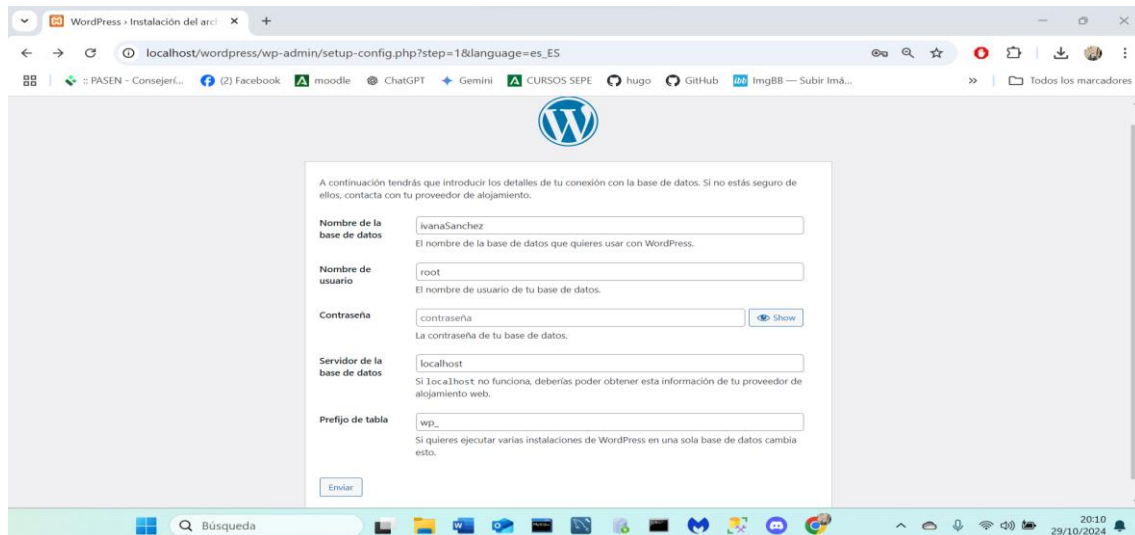 WordPress › Instalación del arc
localhost/wordpress/wp-admin/setup-config.php?step=1&language=es_ES
:: PASEN - Consejerí...
(2) Facebook
moodle
ChatGPT
Gemini
CURSOS SEPE
hugo
GitHub
ibb
ImgBB — Subir Imá...
»
Todos los marcadores
A continuación tendrás que introducir los detalles de tu conexión con la base de datos. Si no estás seguro de
ellos, contacta con tu proveedor de alojamiento.
Nombre de la
base de datos
ivanaSanchez
El nombre de la base de datos que quieres usar con WordPress.
Nombre de
usuario
root
El nombre de usuario de tu base de datos.
Contraseña
contraseña
Show
La contraseña de tu base de datos.
Servidor de la
base de datos
localhost
Si localhost no funciona, deberías poder obtener esta información de tu proveedor de
alojamiento web.
Prefijo de tabla
wp_
Si quieres ejecutar varias instalaciones de WordPress en una sola base de datos cambia
esto.
Enviar
Búsqueda
20:10
29/10/2024